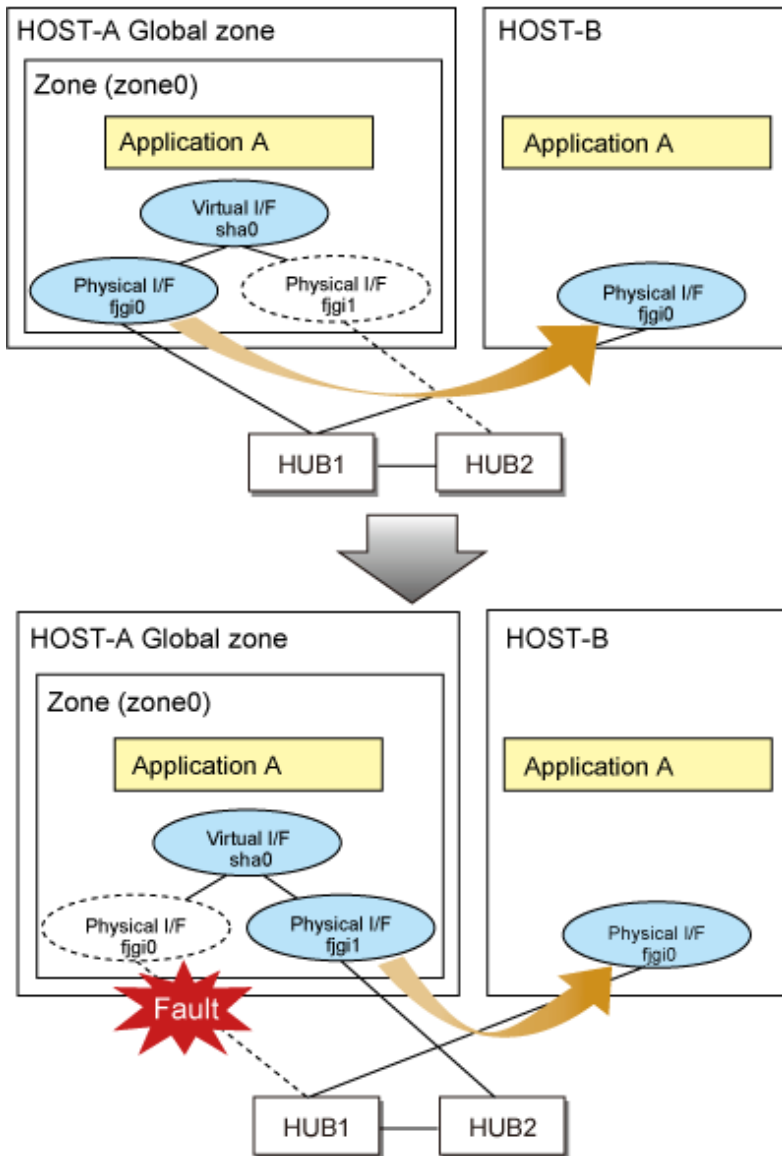 HOST-A Global zone
HOST-B
Zone (zone0)
Application A
Application A
Virtual I/F
sha0
Physical I/F
fjgi0
Physical I/F
fjgi1
Physical I/F
fjgi0
HUB1
HUB2
HOST-A Global zone
HOST-B
Zone (zone0)
Application A
Application A
Virtual I/F
sha0
Physical I/F
fjgi0
Physical I/F
fjgi1
Physical I/F
fjgi0
Fault
HUB1
HUB2